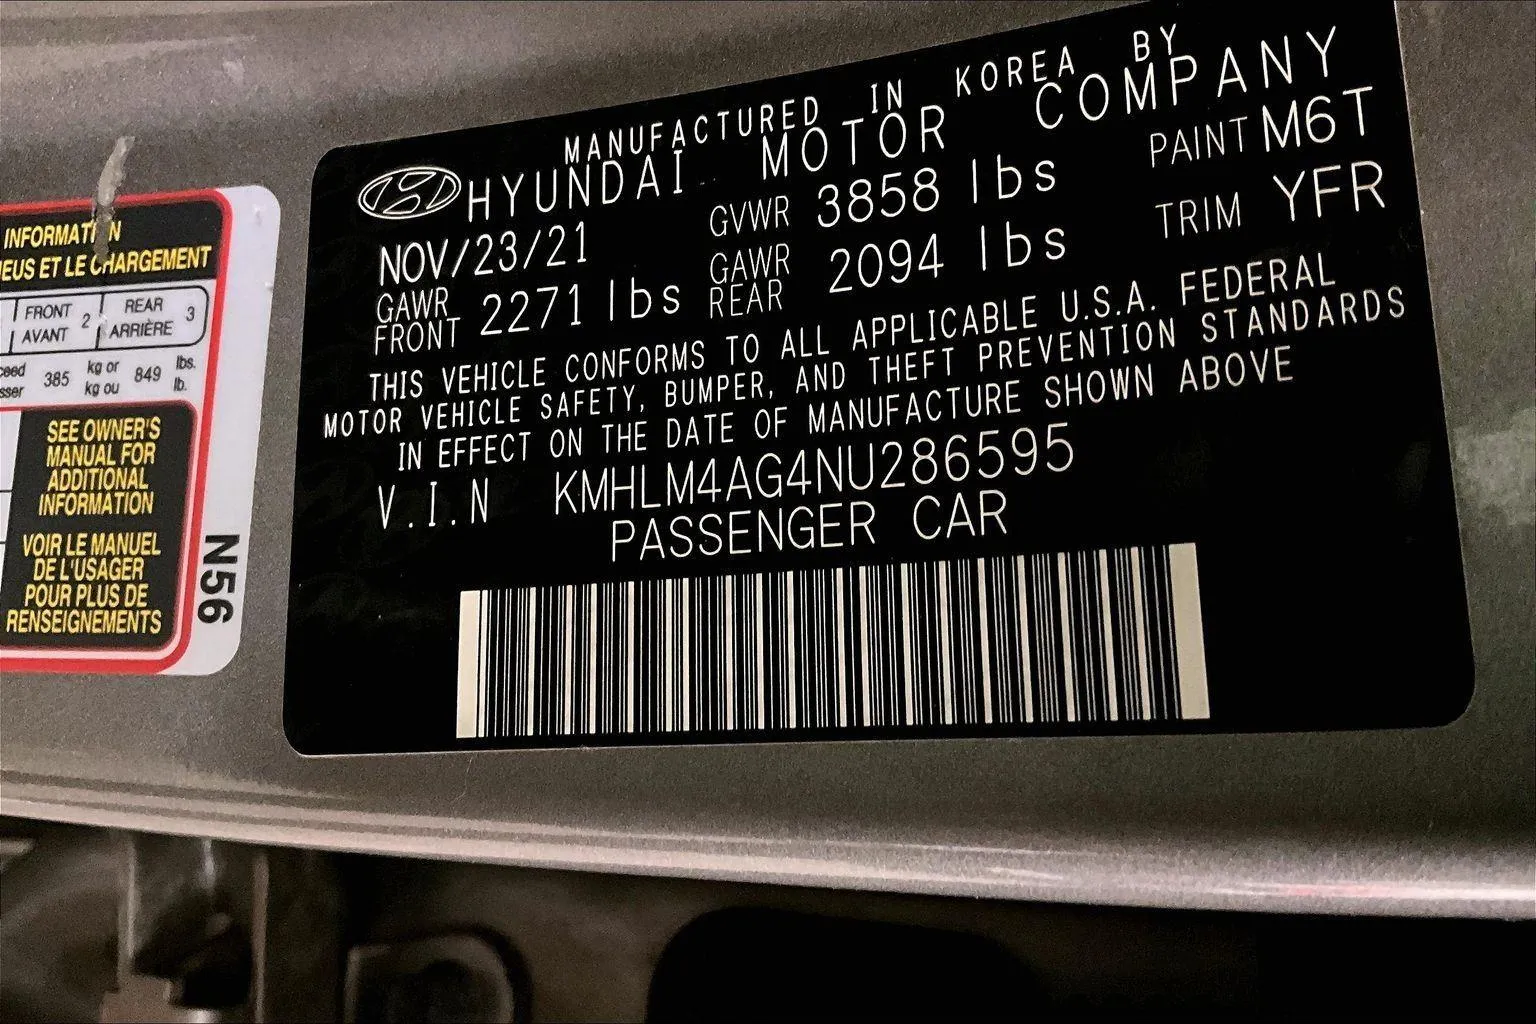 INFORMATI N
EUS ET LE CHARGEMENT
FRONT 2 REAR 3
AVANT ARRIÈRE
385 kg or 849 lbs.
kg ou lb.
SEE OWNER'S
MANUAL FOR
ADDITIONAL
INFORMATION
VOIR LE MANUEL
DE L'USAGER
POUR PLUS DE
RENSEIGNEMENTS
N56
MANUFACTURED IN KOREA BY
HYUNDAI MOTOR COMPANY
NOV/23/21 GVWR 3858 lbs PAINT M6T
GAWR FRONT 2271 lbs GAWR REAR 2094 lbs TRIM YFR
THIS VEHICLE CONFORMS TO ALL APPLICABLE U.S.A. FEDERAL
MOTOR VEHICLE SAFETY, BUMPER, AND THEFT PREVENTION STANDARDS
IN EFFECT ON THE DATE OF MANUFACTURE SHOWN ABOVE
V.I.N KMHLM4AG4NU286595
PASSENGER CAR